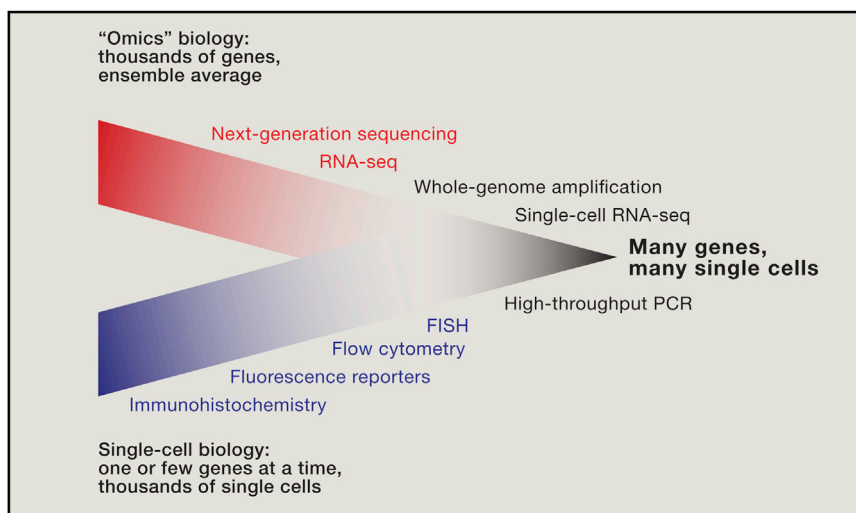 “Omics” biology:
thousands of genes,
ensemble average
Next-generation sequencing
RNA-seq
Whole-genome amplification
Single-cell RNA-seq
Many genes,
many single cells
High-throughput PCR
FISH
Flow cytometry
Fluorescence reporters
Immunohistochemistry
Single-cell biology:
one or few genes at a time,
thousands of single cells